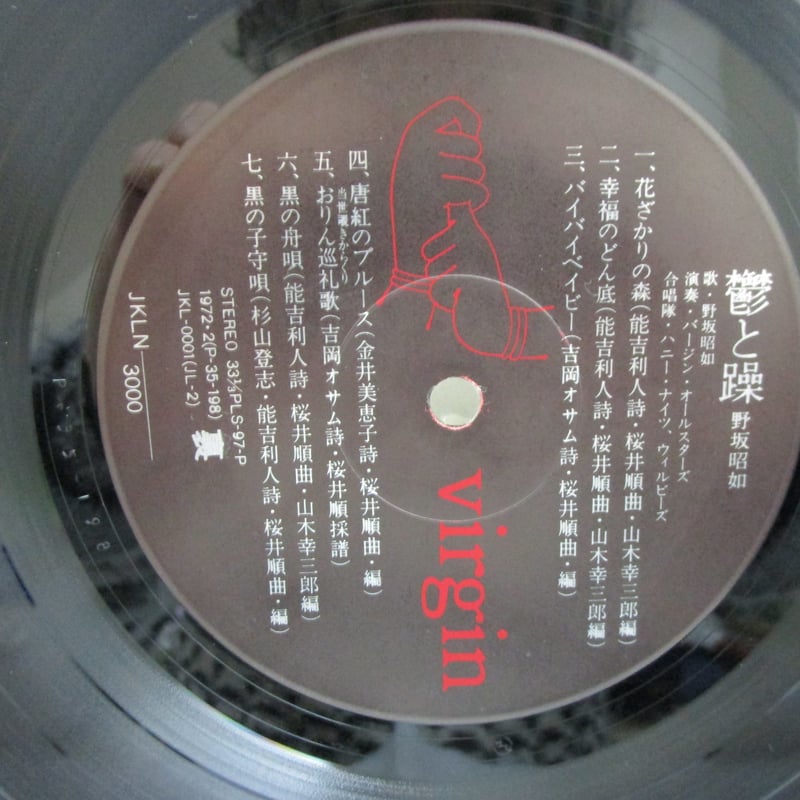 鬱と躁 野坂昭如
歌・野坂昭如
演奏・バージン・オールスターズ
合唱隊・ハニー・ナイツ、ウィルビーズ
一、花ざかりの森(能吉利人詩・桜井順曲・山木幸三郎編)
二、幸福のどん底(能吉利人詩・桜井順曲・山木幸三郎編)
三、バイバイベイビー(吉岡オサム詩・桜井順曲・編)
virgin
四、唐紅のブルース(金井美恵子詩・桜井順曲・編)
当世覗きからくり
五、おりん巡礼歌(吉岡オサム詩・桜井順採譜)
六、黒の舟唄(能吉利人詩・桜井順曲・山木幸三郎編)
七、黒の子守唄(杉山登志・能吉利人詩・桜井順曲・編)
STEREO 33⅓PLS-97-P
1972・2(P-35-198)
JKL-0001(JL-2)
裏
JKLN 3000
P-35-198